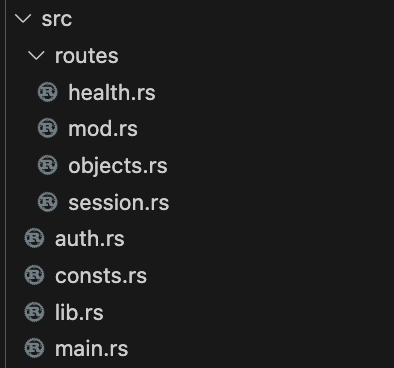 src
routes
health.rs
mod.rs
objects.rs
session.rs
auth.rs
consts.rs
lib.rs
main.rs